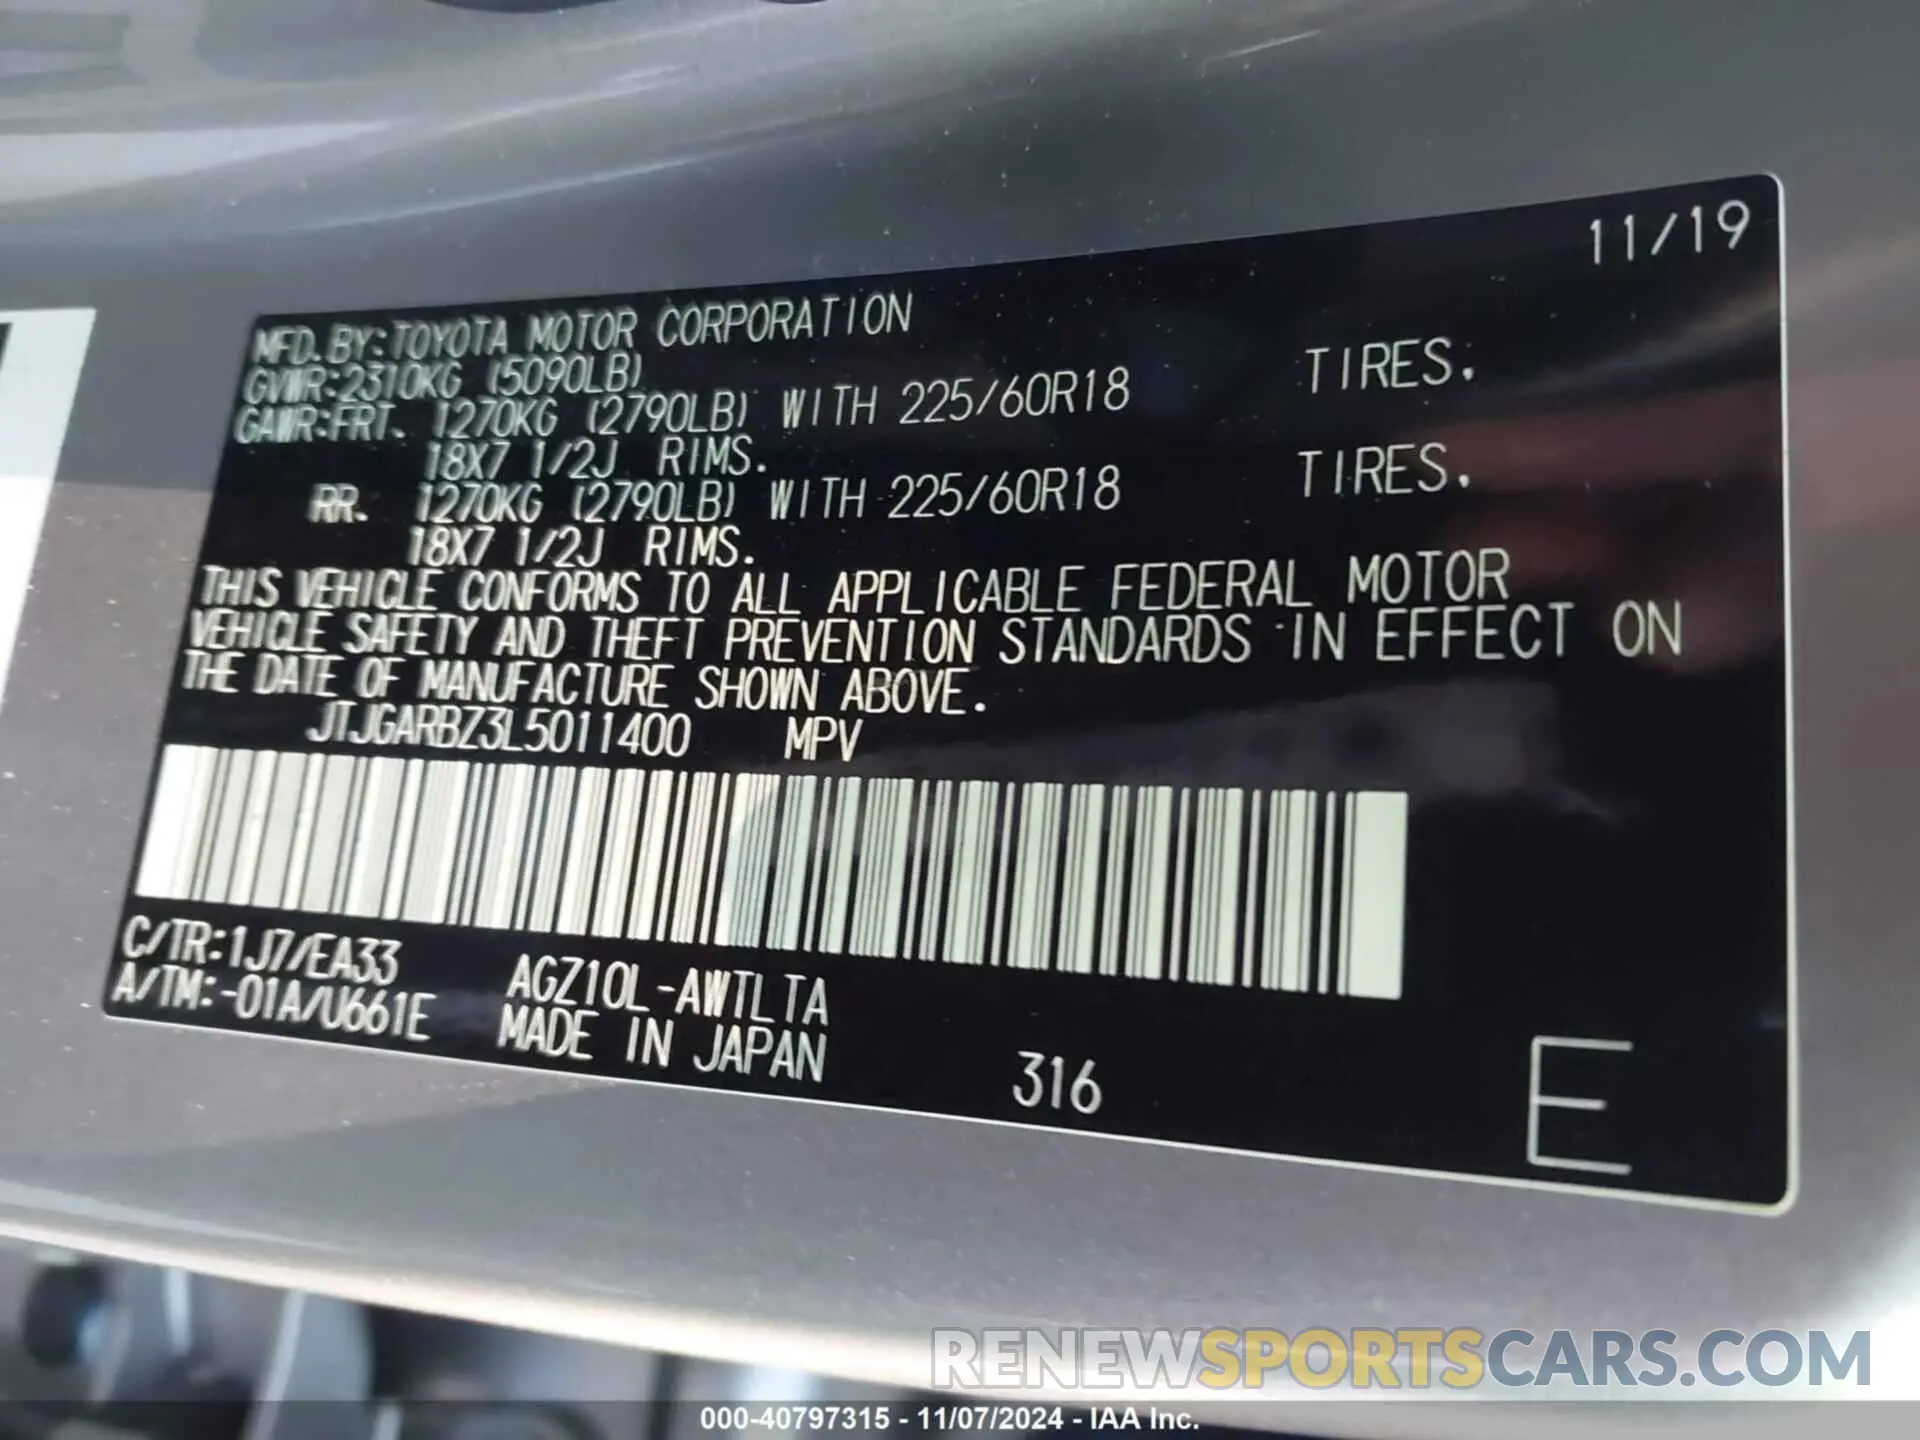 11/19
MFD.BY:TOYOTA MOTOR CORPORATION
GVWR:2310KG (5090LB)
GAWR:FRT. 1270KG (2790LB) WITH 225/60R18 TIRES.
18X7 1/2J RIMS.
RR. 1270KG (2790LB) WITH 225/60R18 TIRES.
18X7 1/2J RIMS.
THIS VEHICLE CONFORMS TO ALL APPLICABLE FEDERAL MOTOR
VEHICLE SAFETY AND THEFT PREVENTION STANDARDS IN EFFECT ON
THE DATE OF MANUFACTURE SHOWN ABOVE.
JTJGARBZ3L5011400 MPV
C/TR:1J7/EA33 AGZ10L-AWTLTA
A/TM:-01A/U661E MADE IN JAPAN 316 E
RENEWSPORTSCARS.COM
000-40797315 - 11/07/2024 - IAA Inc.